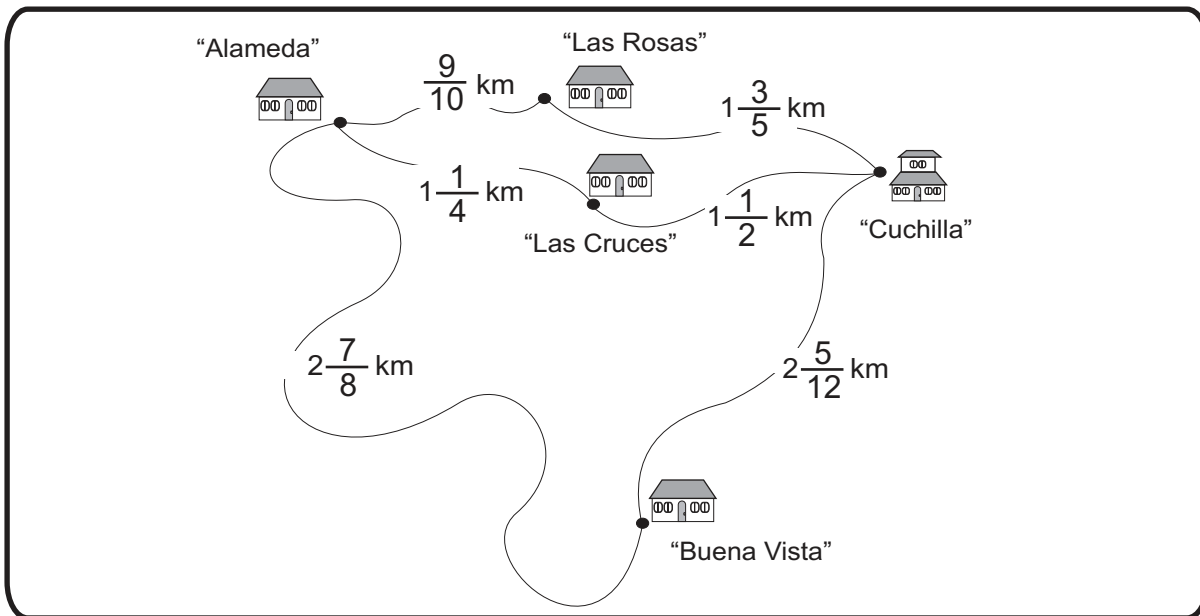 “Las Rosas”
“Alameda”
9/10 km
1 3/5 km
1 1/4 km
1 1/2 km
“Las Cruces”
“Cuchilla”
2 7/8 km
2 5/12 km
“Buena Vista”